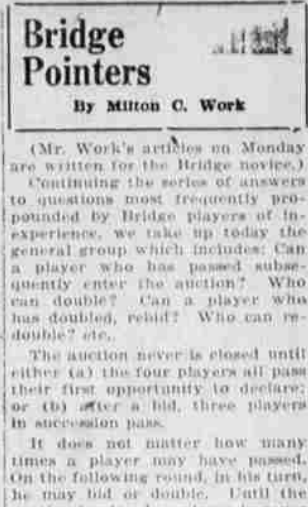 Bridge
Pointers
By Milton C. Work
(Mr. Work's articles on Monday
are written for the Bridge novice.)
Continuing the series of answers
to questions most frequently pro-
pounded by Bridge players of in-
experience, we take up today the
general group which includes: Can
a player who has passed subse-
quently enter the auction? Who
can double? Can a player who
has doubled, rebid? Who can re-
double? etc.
The auction never is closed until
either (a) the four players all pass
their first opportunity to declare;
or (b) after a bid, three players
in succession pass.
It does not matter how many
times a player may have passed.
On the following round, in his turn,
he may bid or double. Until the